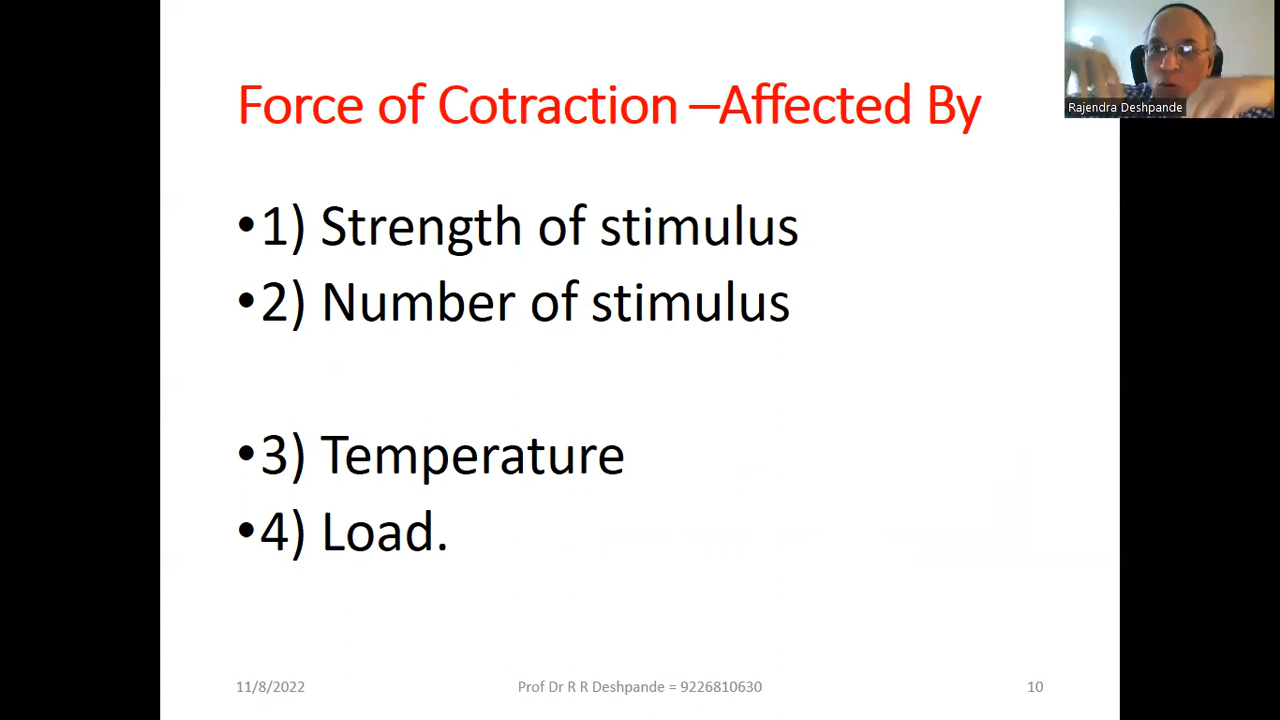 Force of Cotraction –Affected By
Rajendra Deshpande
•1) Strength of stimulus
•2) Number of stimulus
•3) Temperature
•4) Load.
11/8/2022
Prof Dr R R Deshpande = 9226810630
10